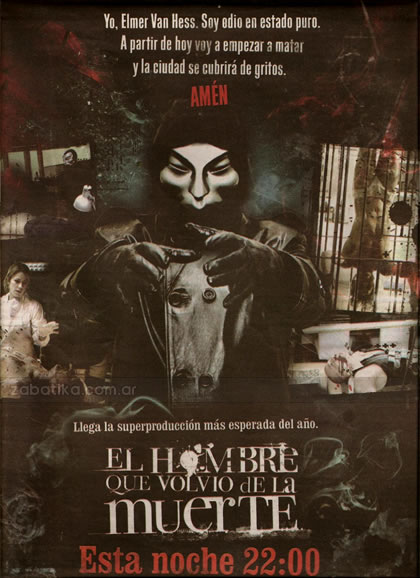 Yo, Elmer Van Hess. Soy odio en estado puro.
A partir de hoy voy a empezar a matar
y la ciudad se cubrirá de gritos.
AMÉN
zabatika.com.ar
Llega la superproducción más esperada del año.
EL HOMBRE
QUE VOLVIO de LA
muerTE
Esta noche 22:00